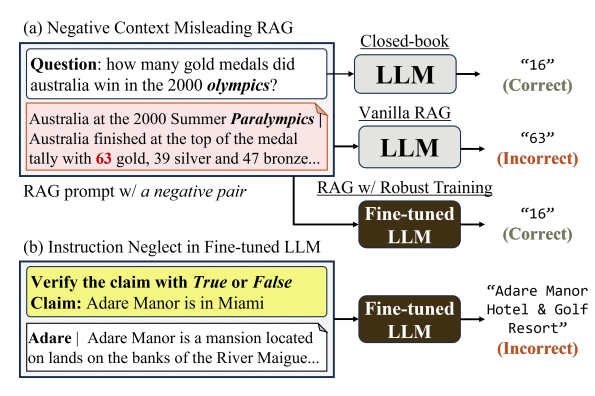 (a) Negative Context Misleading RAG
Question: how many gold medals did
australia win in the 2000 olympics?
Australia at the 2000 Summer Paralympics |
Australia finished at the top of the medal
tally with 63 gold, 39 silver and 47 bronze...
RAG prompt w/ a negative pair
Closed-book
LLM
“16”
(Correct)
Vanilla RAG
LLM
“63”
(Incorrect)
RAG w/ Robust Training
Fine-tuned
LLM
“16”
(Correct)
(b) Instruction Neglect in Fine-tuned LLM
Verify the claim with True or False
Claim: Adare Manor is in Miami
Adare | Adare Manor is a mansion located
on lands on the banks of the River Maigue...
Fine-tuned
LLM
“Adare Manor
Hotel & Golf
Resort”
(Incorrect)